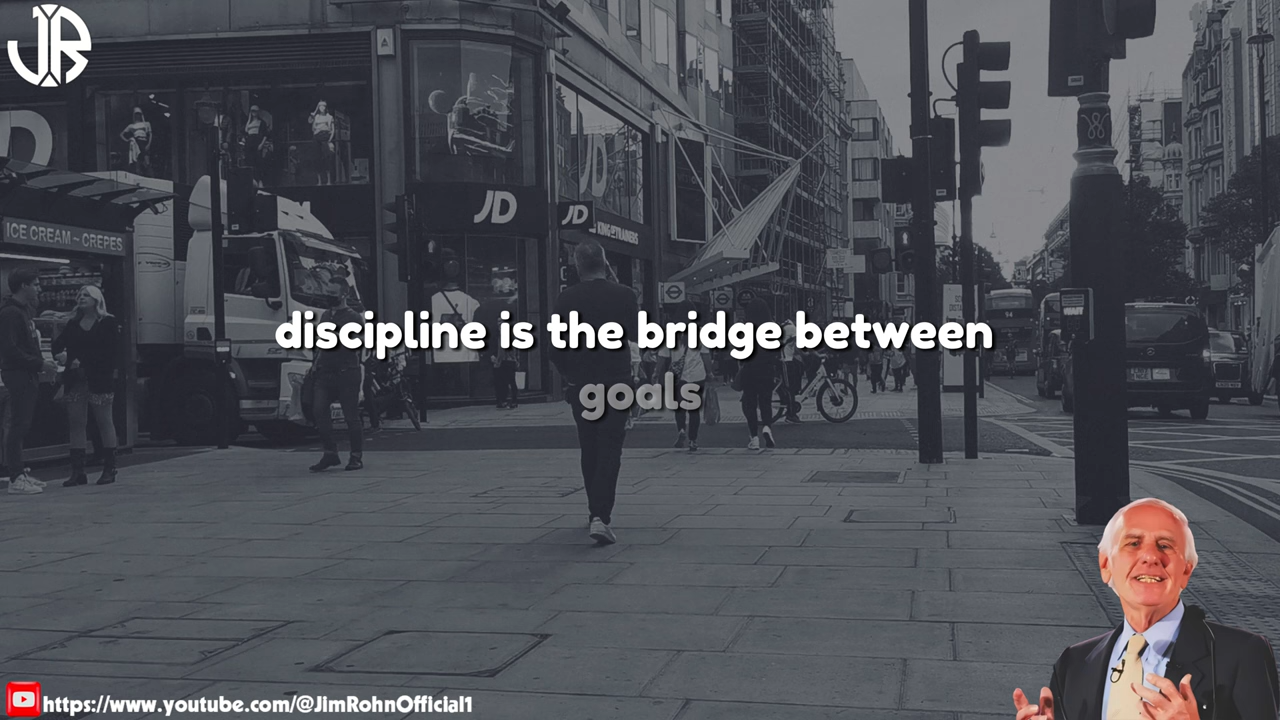 JR
ICE CREAM ~ CREPES
JD
JD
KING OF TRAINERS
JD
WAIT
discipline is the bridge between
goals
https://www.youtube.com/@JimRohnOfficial1